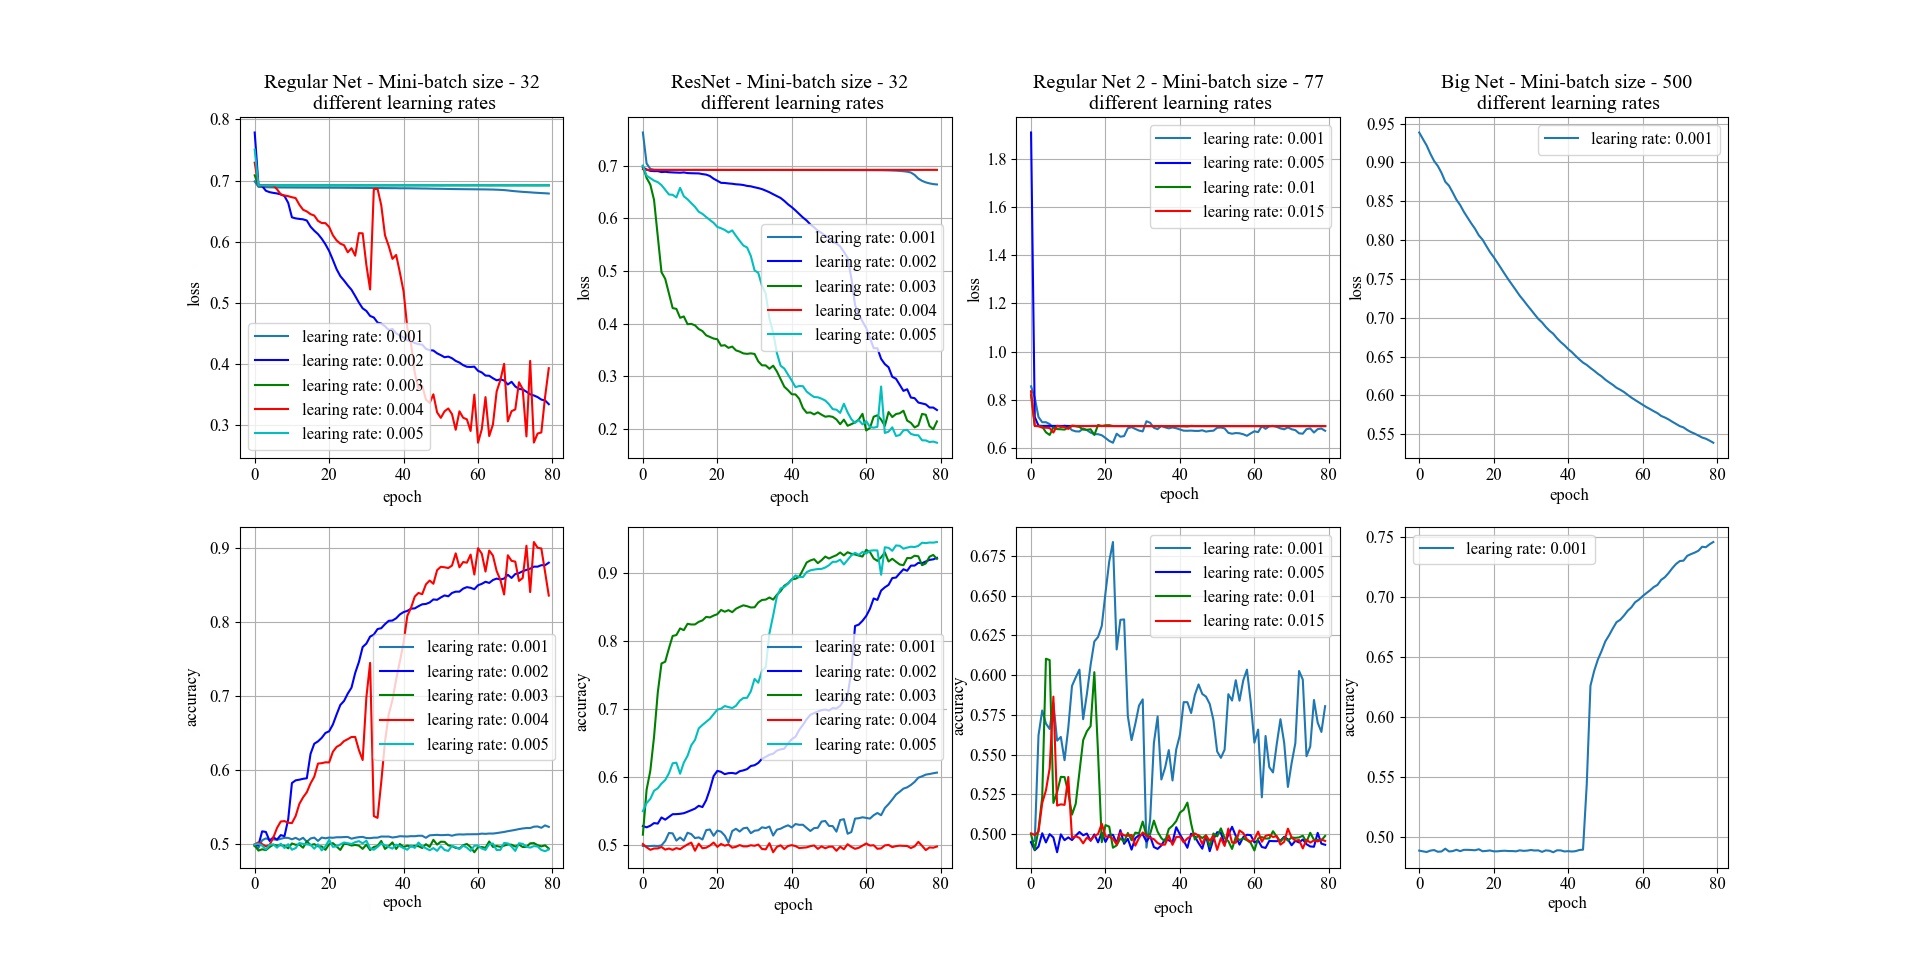 Regular Net - Mini-batch size - 32
different learning rates
ResNet - Mini-batch size - 32
different learning rates
Regular Net 2 - Mini-batch size - 77
different learning rates
Big Net - Mini-batch size - 500
different learning rates
0.8
0.7
0.6
0.5
0.4
0.3
loss
learing rate: 0.001
learing rate: 0.002
learing rate: 0.003
learing rate: 0.004
learing rate: 0.005
0 20 40 60 80
epoch
0.7
0.6
0.5
0.4
0.3
0.2
loss
learing rate: 0.001
learing rate: 0.002
learing rate: 0.003
learing rate: 0.004
learing rate: 0.005
0 20 40 60 80
epoch
1.8
1.6
1.4
1.2
1.0
0.8
0.6
loss
learing rate: 0.001
learing rate: 0.005
learing rate: 0.01
learing rate: 0.015
0 20 40 60 80
epoch
0.95
0.90
0.85
0.80
0.75
0.70
0.65
0.60
0.55
loss
learing rate: 0.001
0 20 40 60 80
epoch
0.9
0.8
0.7
0.6
0.5
accuracy
learing rate: 0.001
learing rate: 0.002
learing rate: 0.003
learing rate: 0.004
learing rate: 0.005
0 20 40 60 80
epoch
0.9
0.8
0.7
0.6
0.5
accuracy
learing rate: 0.001
learing rate: 0.002
learing rate: 0.003
learing rate: 0.004
learing rate: 0.005
0 20 40 60 80
epoch
0.675
0.650
0.625
0.600
0.575
0.550
0.525
0.500
accuracy
learing rate: 0.001
learing rate: 0.005
learing rate: 0.01
learing rate: 0.015
0 20 40 60 80
epoch
0.75
0.70
0.65
0.60
0.55
0.50
accuracy
learing rate: 0.001
0 20 40 60 80
epoch